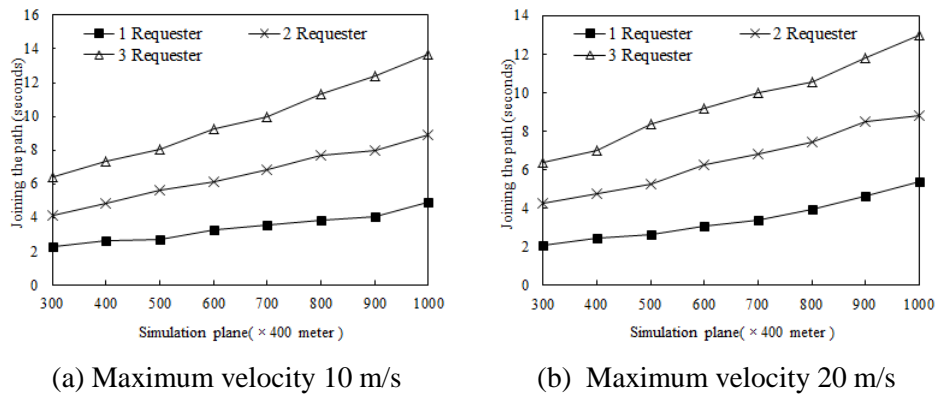 16
14
12
10
8
6
4
2
0
Joining the path (seconds)
1 Requester
2 Requester
3 Requester
300 400 500 600 700 800 900 1000
Simulation plane( × 400 meter )
(a) Maximum velocity 10 m/s
14
12
10
8
6
4
2
0
Joining the path (seconds)
1 Requester
2 Requester
3 Requester
300 400 500 600 700 800 900 1000
Simulation plane( × 400 meter )
(b) Maximum velocity 20 m/s